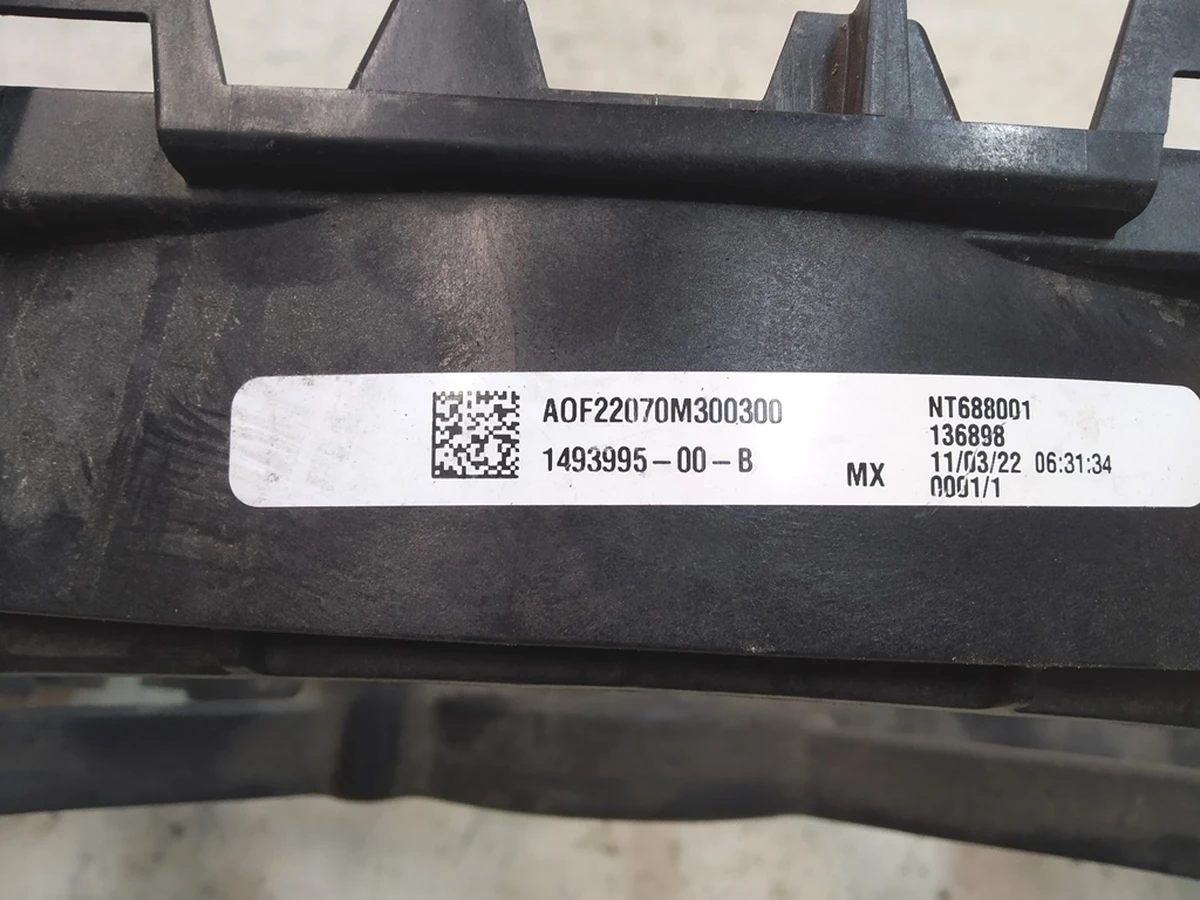 AOF22070M300300
1493995-00-B
MX
NT688001
136898
11/03/22 06:31:34
0001/1